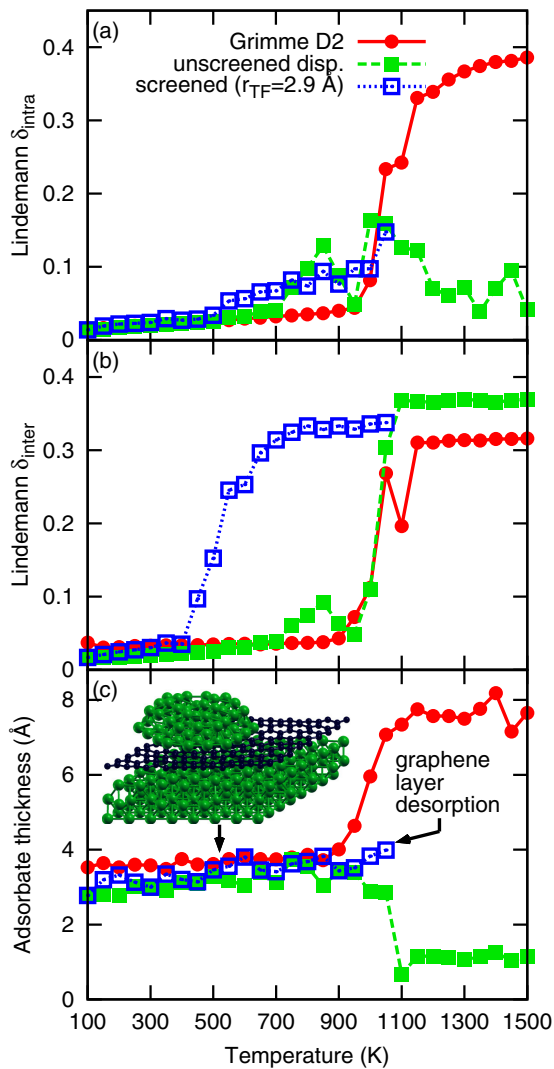 (a)
Grimme D2
unscreened disp.
screened (r_TF=2.9 Å)
Lindemann δ_intra
0.4
0.3
0.2
0.1
0
(b)
Lindemann δ_inter
0.4
0.3
0.2
0.1
0
(c)
graphene
layer
desorption
Adsorbate thickness (Å)
8
6
4
2
0
100 300 500 700 900 1100 1300 1500
Temperature (K)